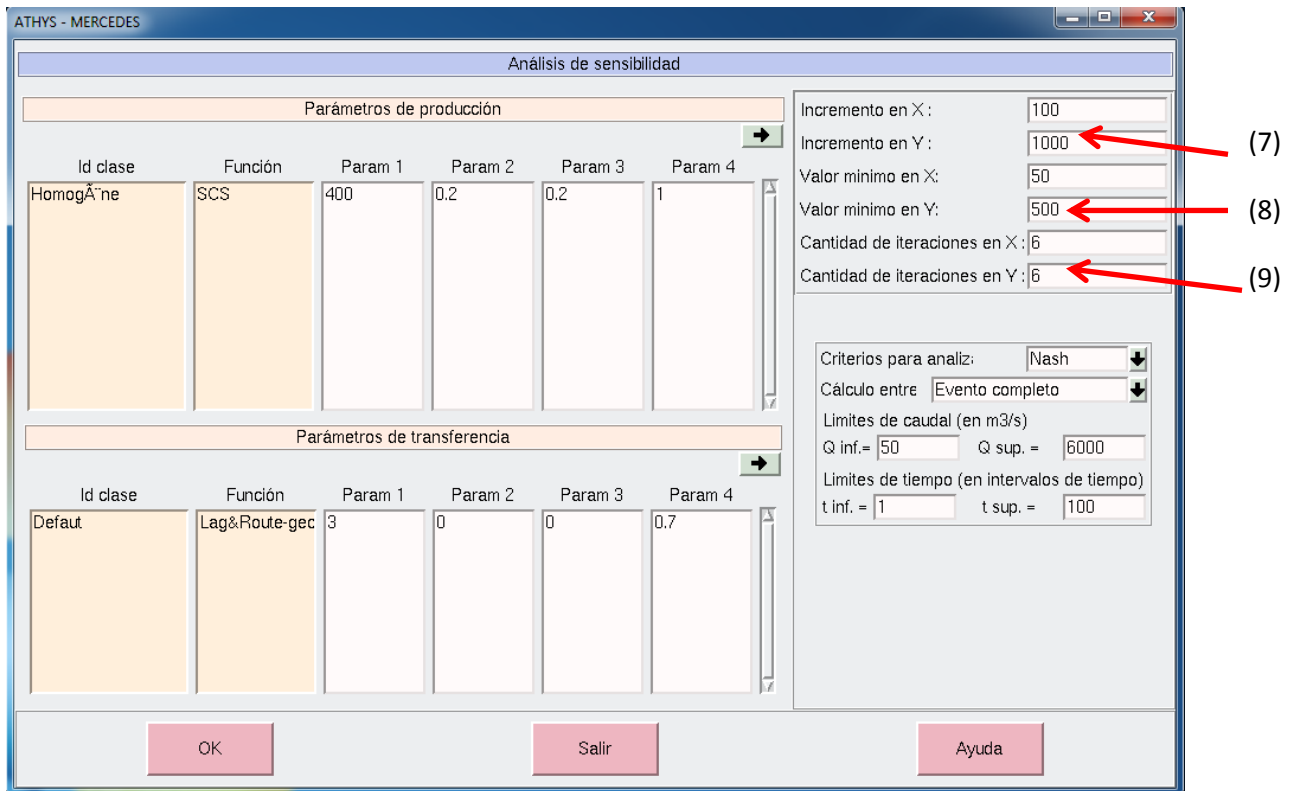 ATHYS - MERCEDES
Análisis de sensibilidad
Parámetros de producción
Id clase Función Param 1 Param 2 Param 3 Param 4
HomogÃ¨ne SCS 400 0.2 0.2 1
Parámetros de transferencia
Id clase Función Param 1 Param 2 Param 3 Param 4
Defaut Lag&Route-gec 3 0 0 0.7
Incremento en X : 100
Incremento en Y : 1000
(7)
Valor minimo en X: 50
Valor minimo en Y: 500
(8)
Cantidad de iteraciones en X : 6
Cantidad de iteraciones en Y : 6
(9)
Criterios para analiz Nash
Cálculo entre Evento completo
Limites de caudal (en m3/s)
Q inf.= 50 Q sup. = 6000
Limites de tiempo (en intervalos de tiempo)
t inf. = 1 t sup. = 100
OK Salir Ayuda